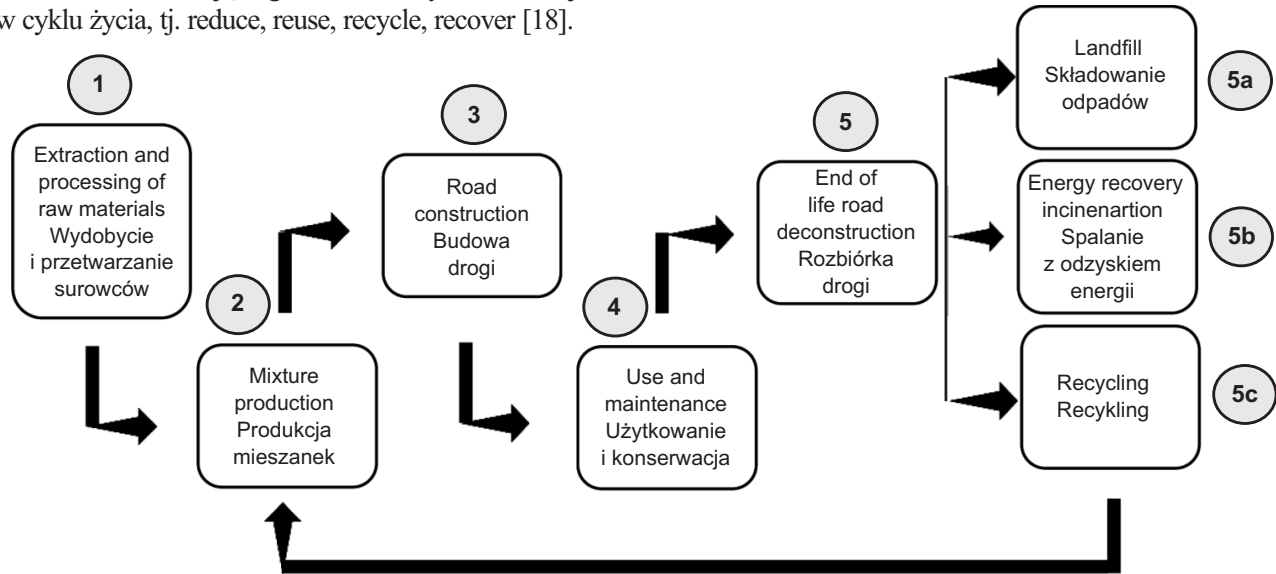 w cyklu życia, tj. reduce, reuse, recycle, recover [18].
1
Extraction and
processing of
raw materials
Wydobycie
i przetwarzanie
surowców
2
Mixture
production
Produkcja
mieszanek
3
Road
construction
Budowa
drogi
4
Use and
maintenance
Użytkowanie
i konserwacja
5
End of
life road
deconstruction
Rozbiórka
drogi
Landfill
Składowanie
odpadów
5a
Energy recovery
incinenartion
Spalanie
z odzyskiem
energii
5b
Recycling
Recykling
5c